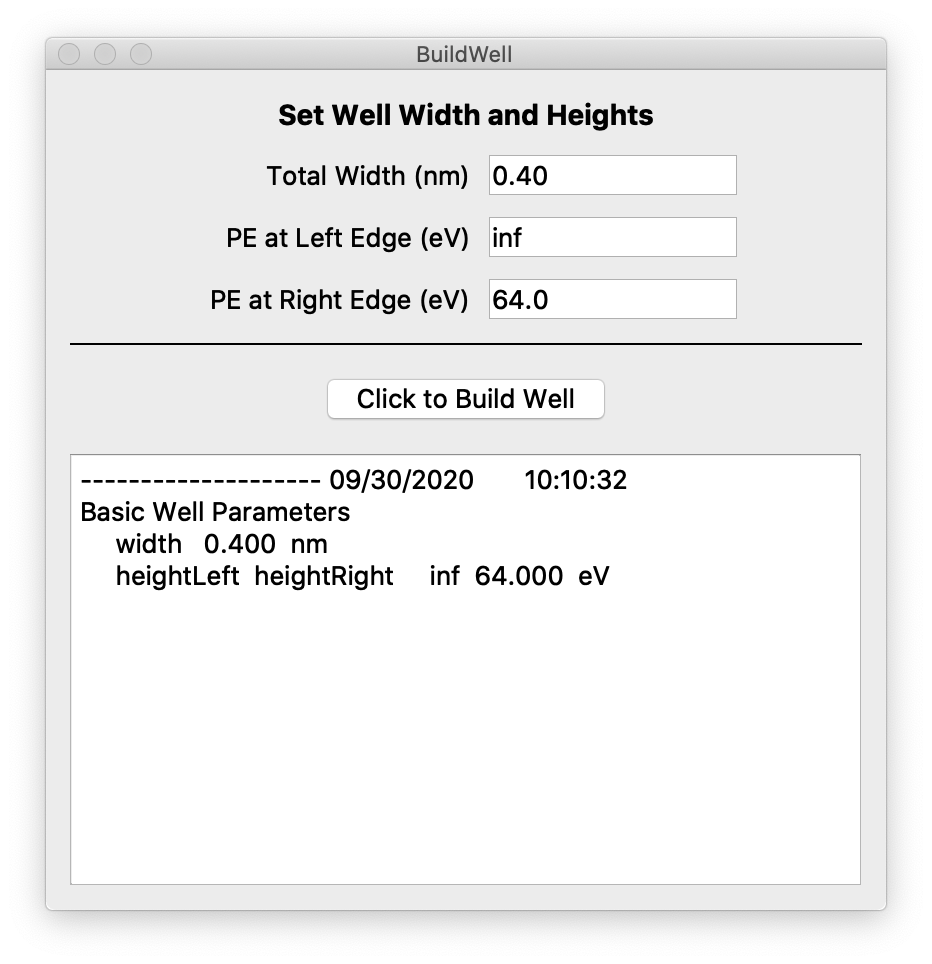 BuildWell
Set Well Width and Heights
Total Width (nm) 0.40
PE at Left Edge (eV) inf
PE at Right Edge (eV) 64.0
Click to Build Well
-------------------- 09/30/2020 10:10:32
Basic Well Parameters
width 0.400 nm
heightLeft heightRight inf 64.000 eV